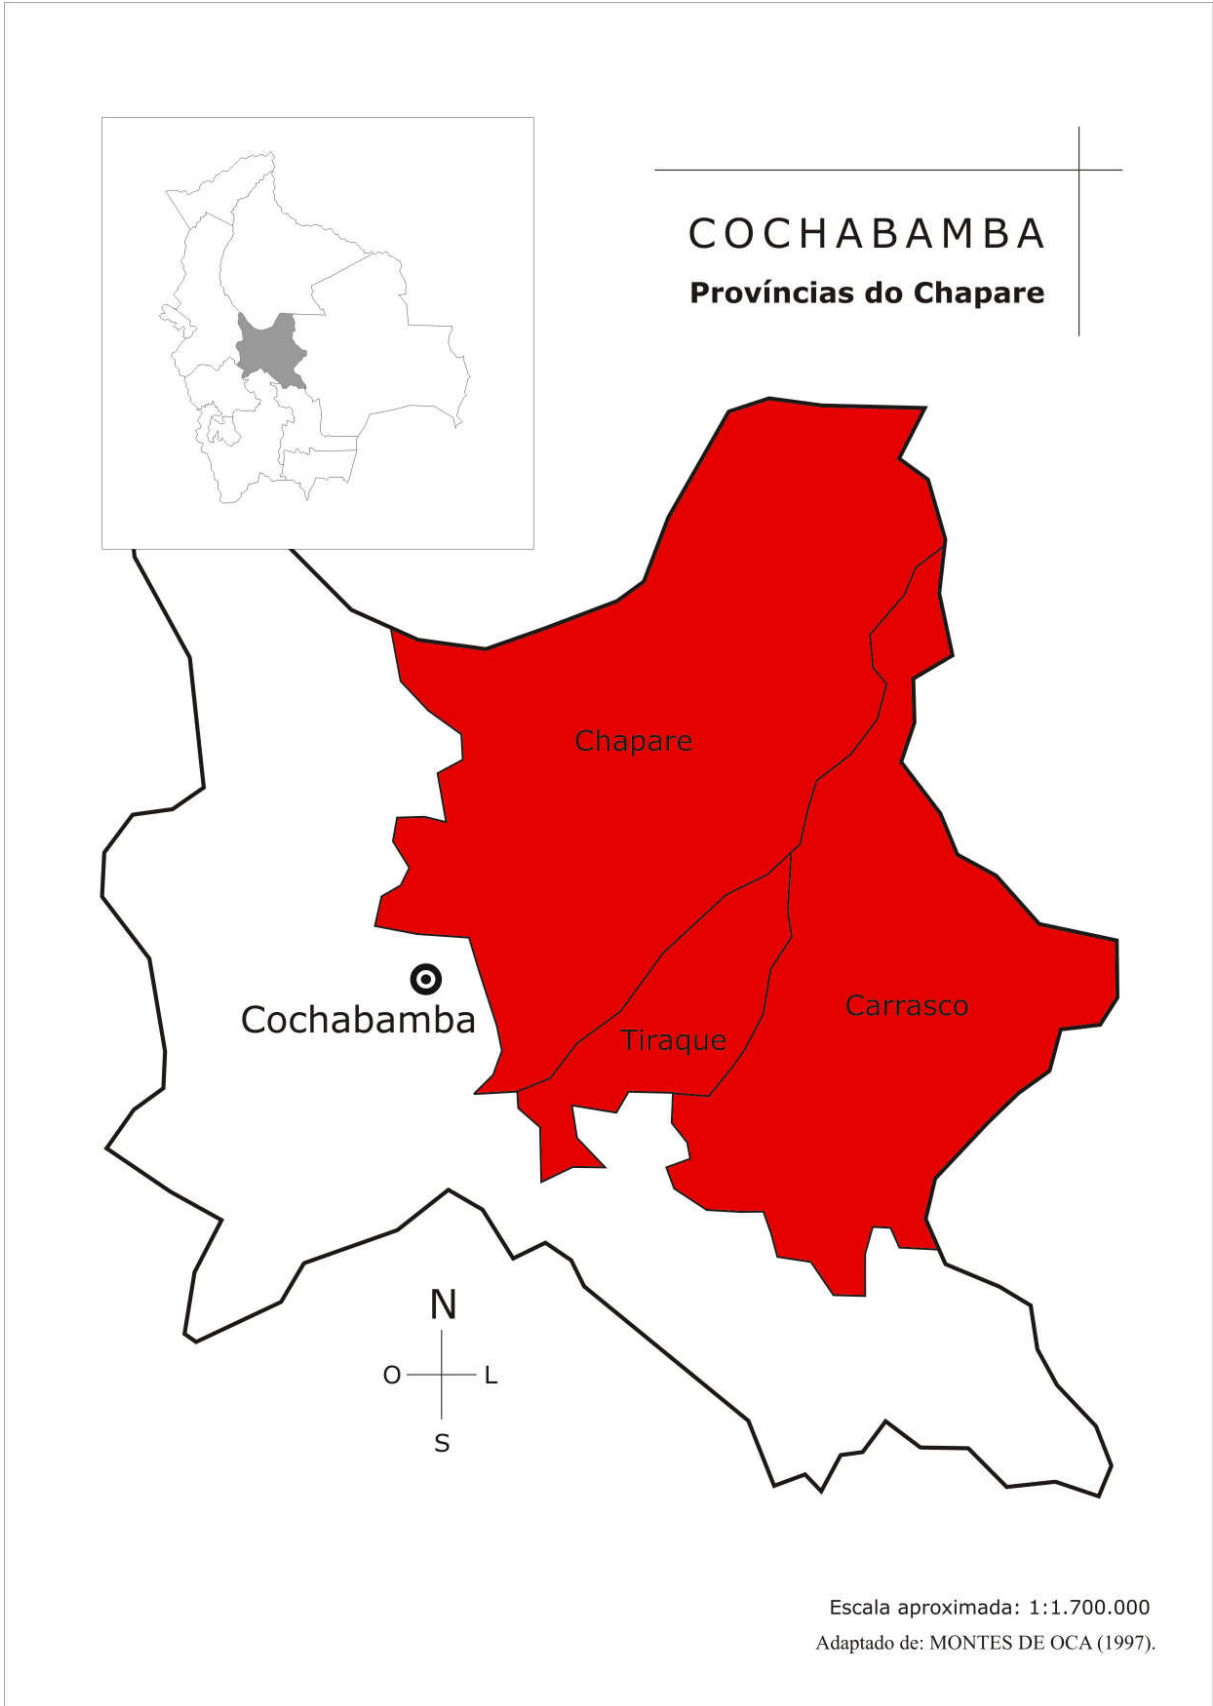 COCHABAMBA
Províncias do Chapare
Chapare
Carrasco
Cochabamba
Tiraque
N
O
L
S
Escala aproximada: 1:1.700.000
Adaptado de: MONTES DE OCA (1997).